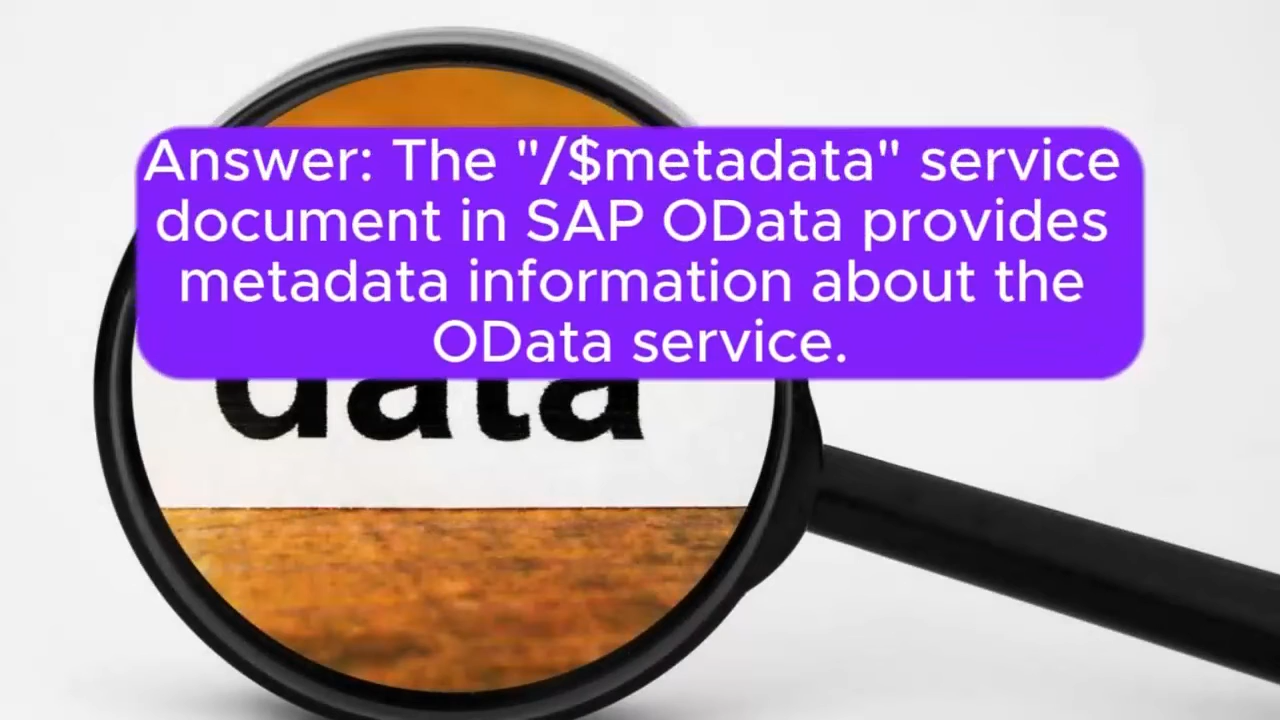 Answer: The "/$metadata" service
document in SAP OData provides
metadata information about the
OData service.
data